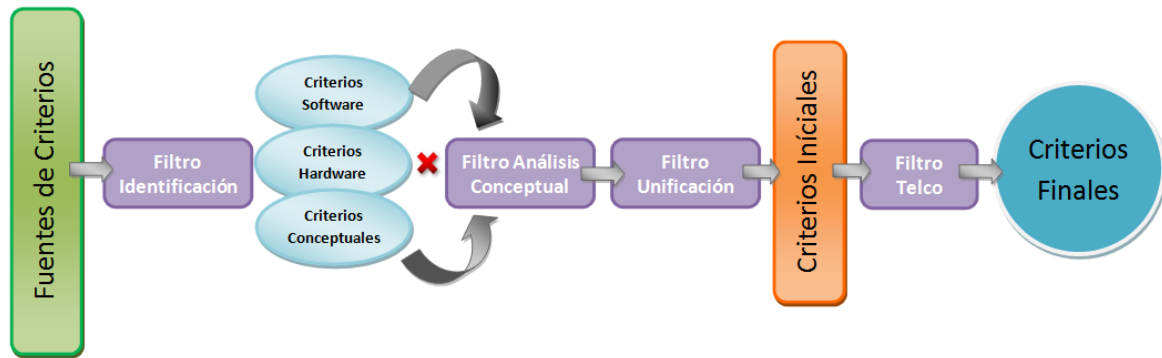 Fuentes de Criterios
Filtro
Identificación
Criterios
Software
Criterios
Hardware
Criterios
Conceptuales
Filtro Análisis
Conceptual
Filtro
Unificación
Criterios Iníciales
Filtro
Telco
Criterios
Finales